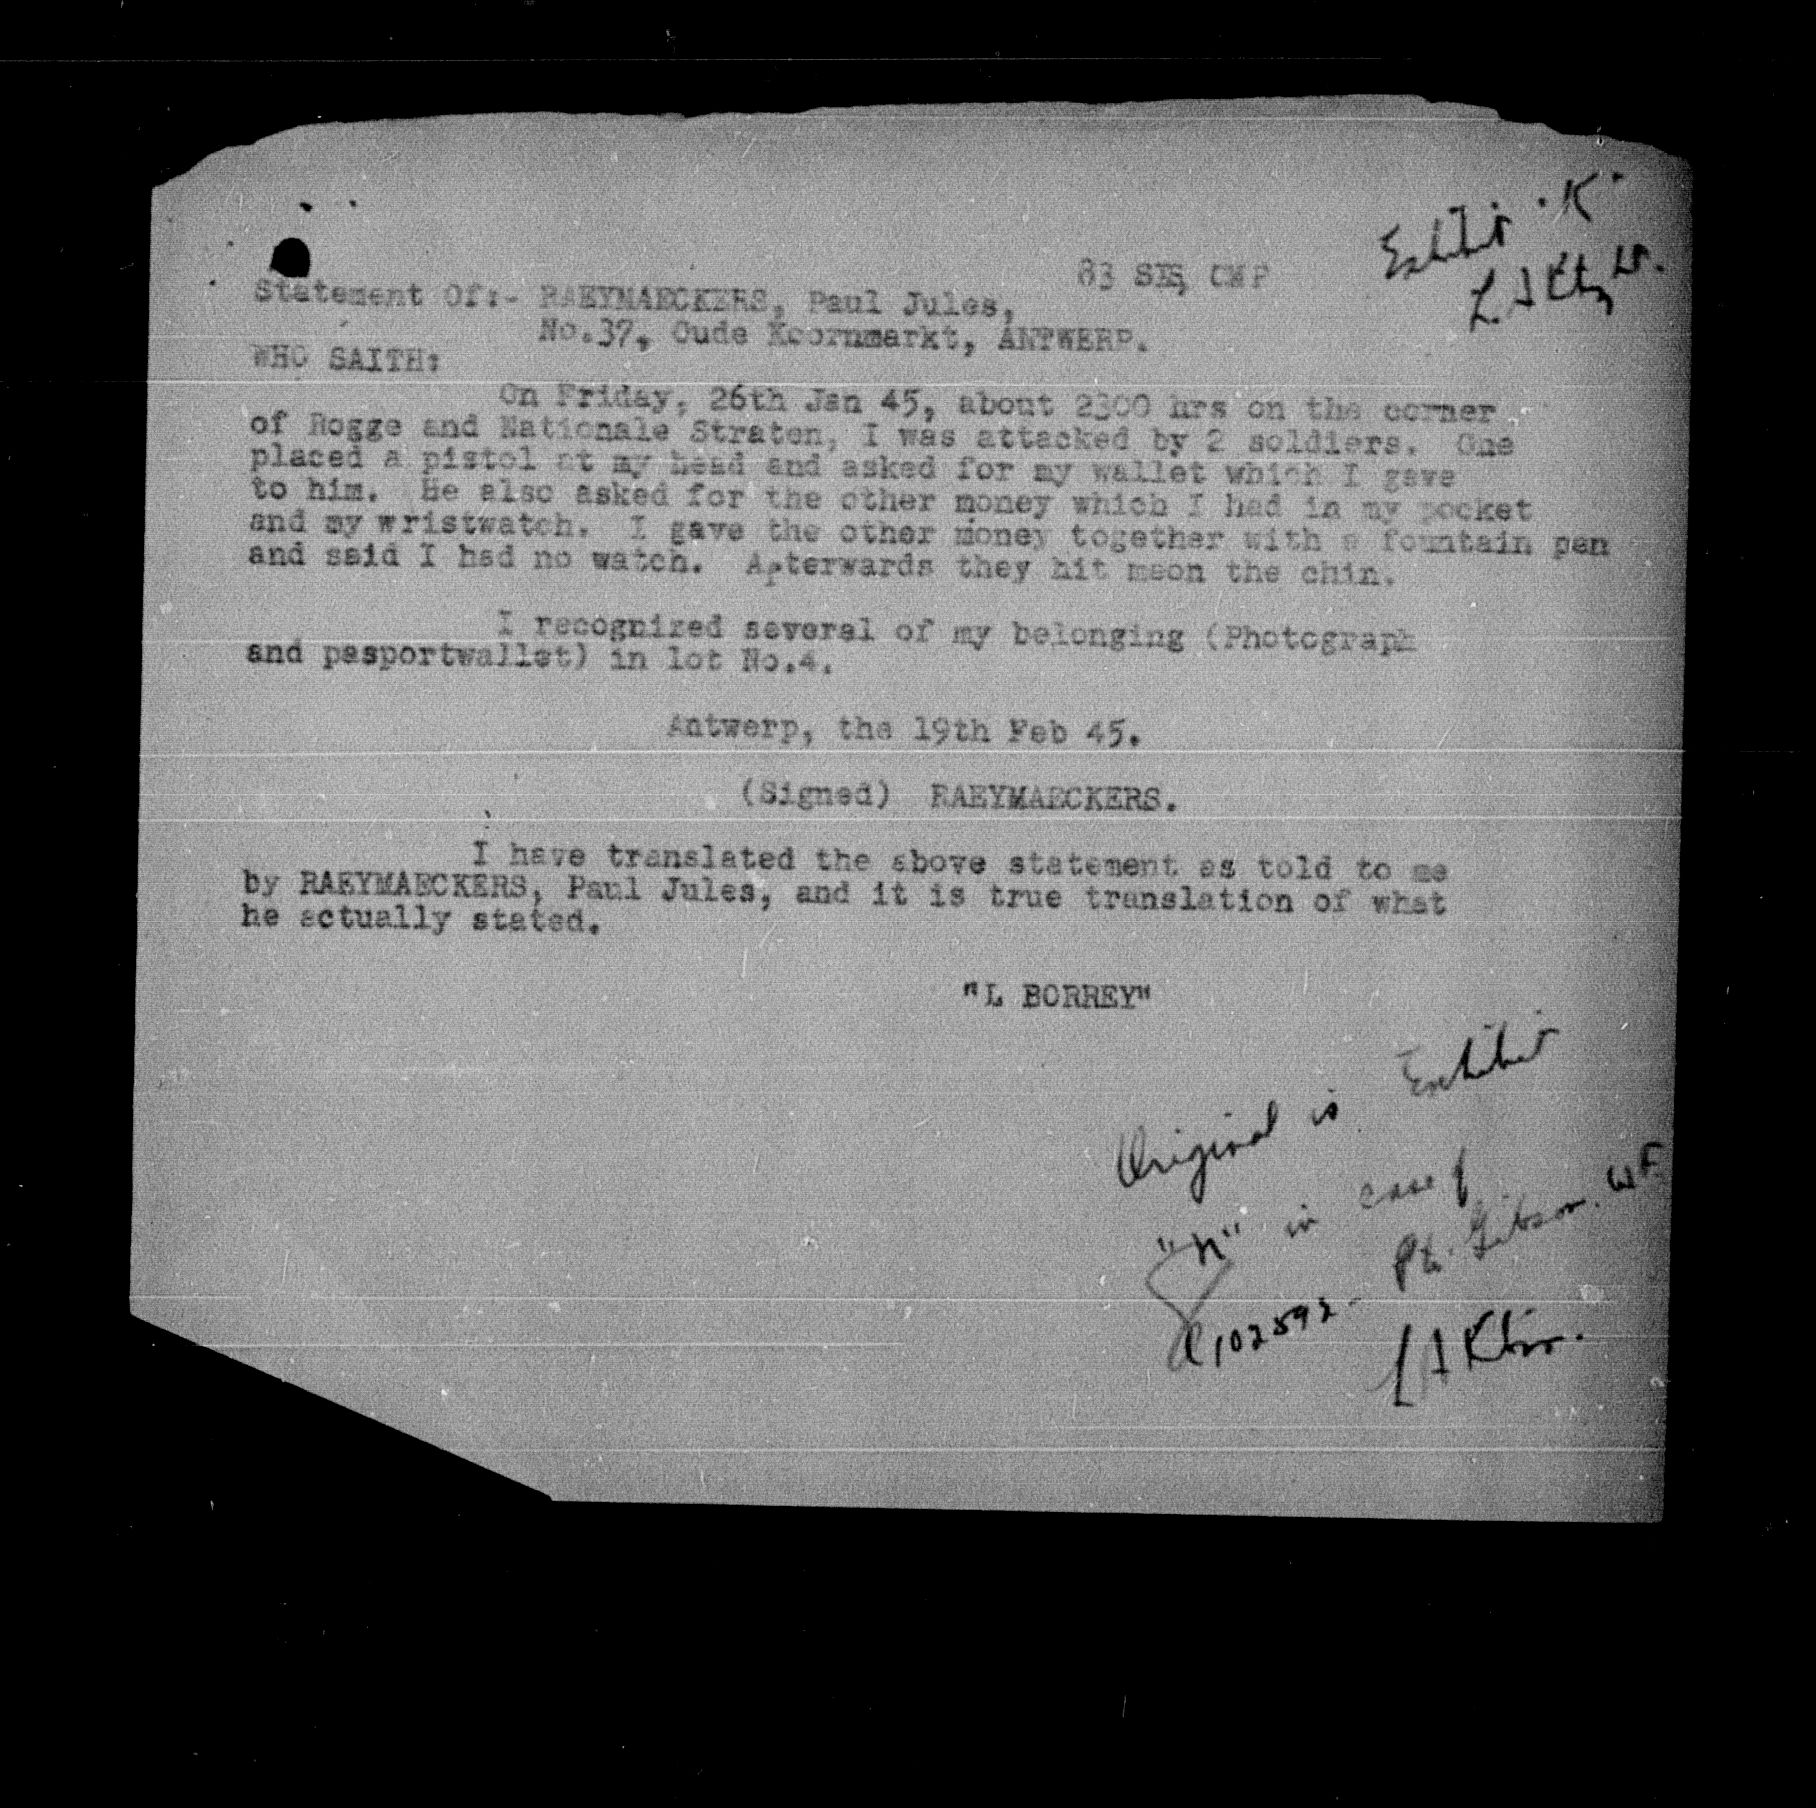 Exhibit "K"
83 SIS, CMP
Statement Of:- RAEYMAECKERS, Paul Jules,
No.37, Oude Koornmarkt, ANTWERP.
WHO SAITH:
On Friday, 26th Jan 45, about 2300 hrs on the corner
of Rogge and Nationale Straten, I was attacked by 2 soldiers. One
placed a pistol at my head and asked for my wallet which I gave
to him. He also asked for the other money which I had in my pocket
and my wristwatch. I gave the other money together with a fountain pen
and said I had no watch. Afterwards they hit meon the chin.
I recognized several of my belonging (Photograph
and pasportwallet) in lot No.4.
Antwerp, the 19th Feb 45.
(Signed) RAEYMAECKERS.
I have translated the above statement as told to me
by RAEYMAECKERS, Paul Jules, and it is true translation of what
he actually stated.
"L BORREY"
Original is Exhibit
"N" in case of
102592 - Pte. Gibson. W F.